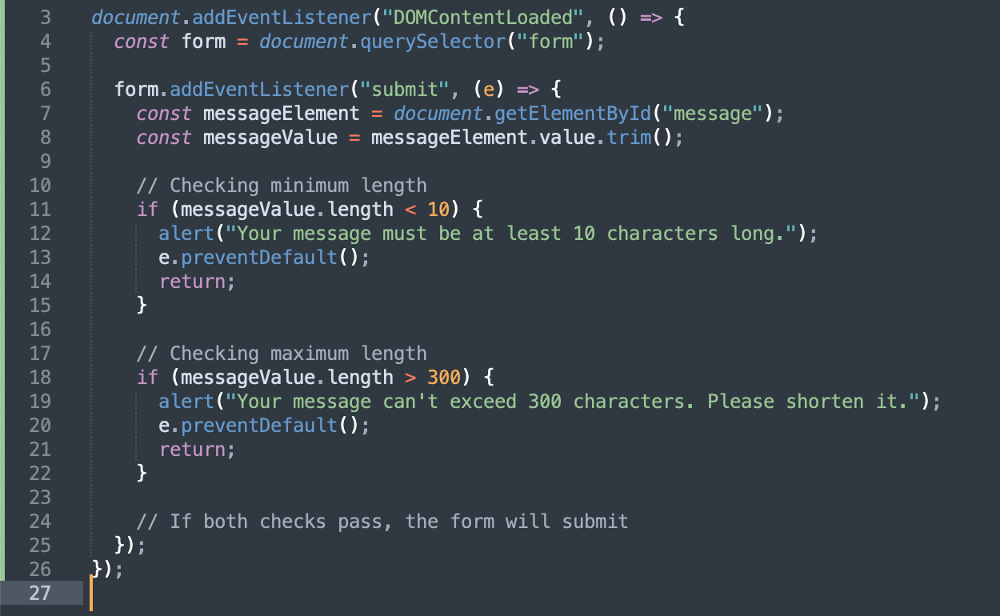 3 document.addEventListener("DOMContentLoaded", () => {
4   const form = document.querySelector("form");
5
6   form.addEventListener("submit", (e) => {
7     const messageElement = document.getElementById("message");
8     const messageValue = messageElement.value.trim();
9
10     // Checking minimum length
11     if (messageValue.length < 10) {
12       alert("Your message must be at least 10 characters long.");
13       e.preventDefault();
14       return;
15     }
16
17     // Checking maximum length
18     if (messageValue.length > 300) {
19       alert("Your message can't exceed 300 characters. Please shorten it.");
20       e.preventDefault();
21       return;
22     }
23
24     // If both checks pass, the form will submit
25   });
26 });
27